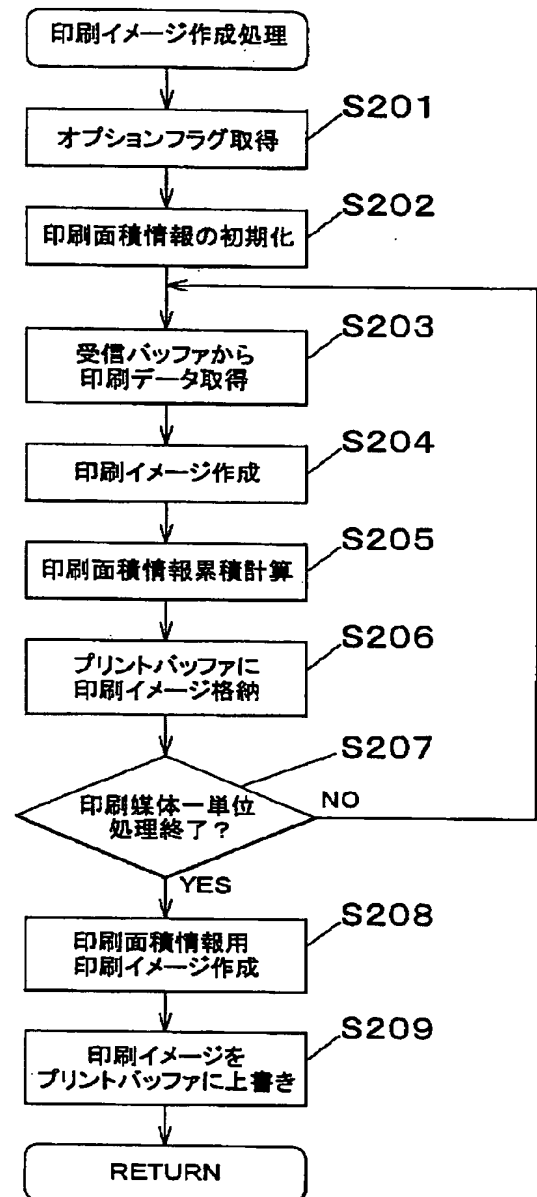 印刷イメージ作成処理
S201
オプションフラグ取得
S202
印刷面積情報の初期化
S203
受信バッファから
印刷データ取得
S204
印刷イメージ作成
S205
印刷面積情報累積計算
S206
プリントバッファに
印刷イメージ格納
S207
印刷媒体一単位
処理終了？
NO
YES
S208
印刷面積情報用
印刷イメージ作成
S209
印刷イメージを
プリントバッファに上書き
RETURN